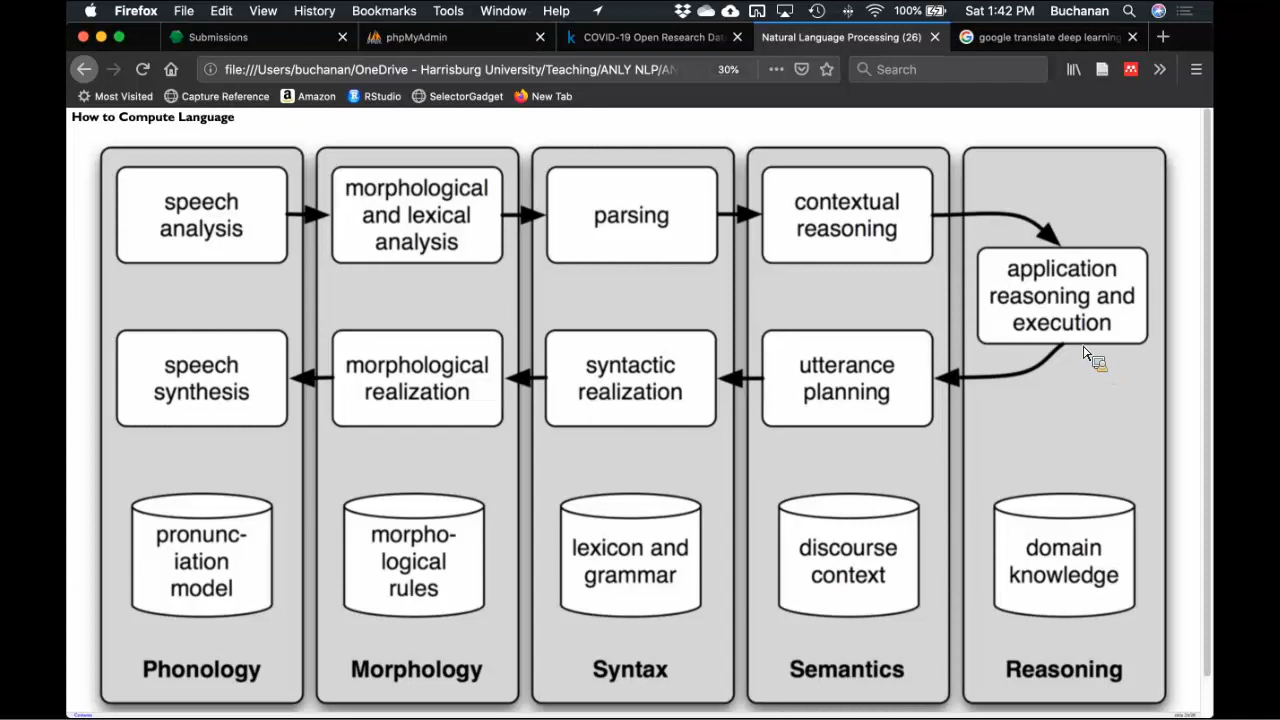 Firefox File Edit View History Bookmarks Tools Window Help 100% Sat 1:42 PM Buchanan
Submissions phpMyAdmin COVID-19 Open Research Dat Natural Language Processing (26) google translate deep learning
file:///Users/buchanan/OneDrive - Harrisburg University/Teaching/ANLY NLP/AN 30% Search
Most Visited Capture Reference Amazon RStudio SelectorGadget New Tab
How to Compute Language
speech
analysis
morphological
and lexical
analysis
parsing
contextual
reasoning
application
reasoning and
execution
speech
synthesis
morphological
realization
syntactic
realization
utterance
planning
pronunc-
iation
model
morpho-
logical
rules
lexicon and
grammar
discourse
context
domain
knowledge
Phonology Morphology Syntax Semantics Reasoning
Contents